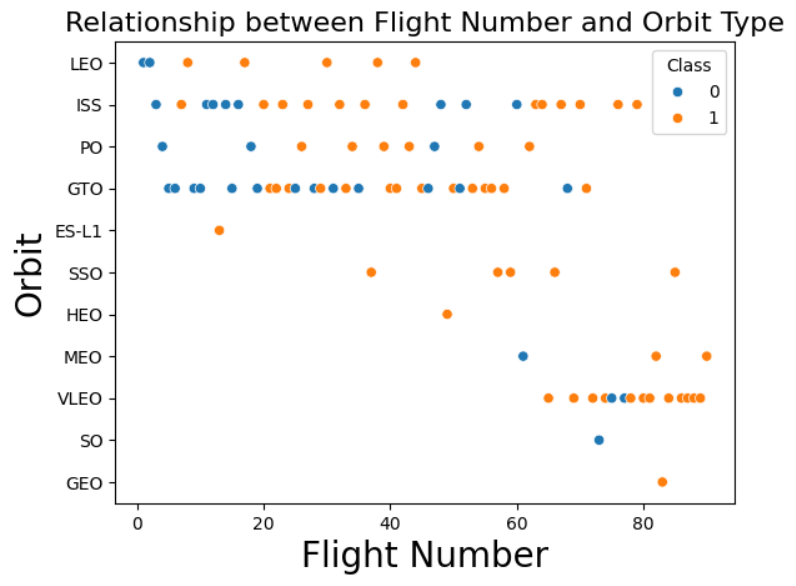 Relationship between Flight Number and Orbit Type
Class
0
1
LEO
ISS
PO
GTO
ES-L1
SSO
HEO
MEO
VLEO
SO
GEO
Orbit
0 20 40 60 80
Flight Number